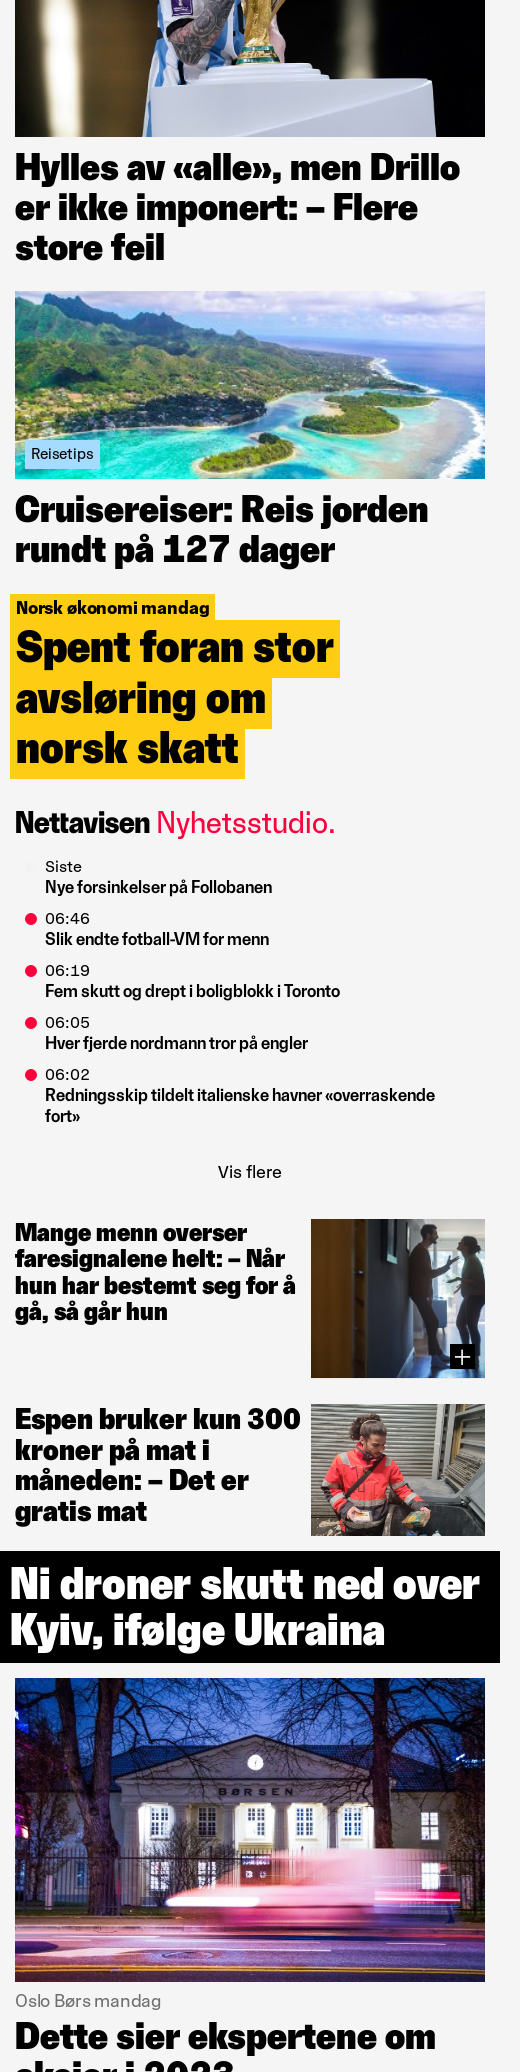 Hylles av «alle», men Drillo
er ikke imponert: – Flere
store feil
Reisetips
Cruisereiser: Reis jorden
rundt på 127 dager
Norsk økonomi mandag
Spent foran stor
avsløring om
norsk skatt
Nettavisen Nyhetsstudio.
Siste
Nye forsinkelser på Follobanen
06:46
Slik endte fotball-VM for menn
06:19
Fem skutt og drept i boligblokk i Toronto
06:05
Hver fjerde nordmann tror på engler
06:02
Redningsskip tildelt italienske havner «overraskende
fort»
Vis flere
Mange menn overser
faresignalene helt: – Når
hun har bestemt seg for å
gå, så går hun
Espen bruker kun 300
kroner på mat i
måneden: – Det er
gratis mat
Ni droner skutt ned over
Kyiv, ifølge Ukraina
BØRSEN
Oslo Børs mandag
Dette sier ekspertene om
aksjer i 2023